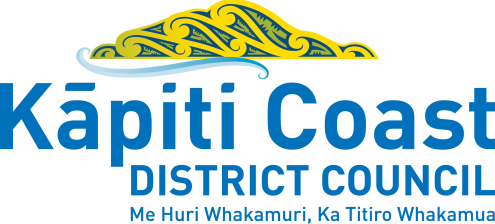 Kāpiti Coast
DISTRICT COUNCIL
Me Huri Whakamuri, Ka Titiro Whakamua